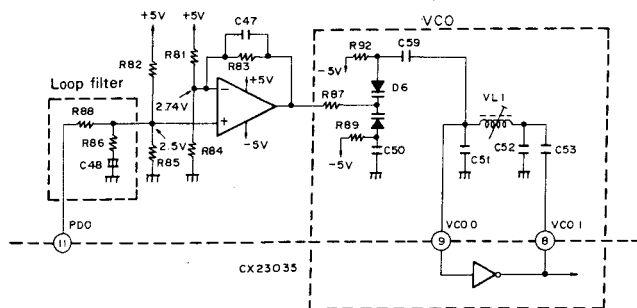 VCO
+5V
+5V
C47
R82
R81
R83
R92
C59
-5V
D6
+5V
Loop filter
2.74V
R88
R87
VL1
R86
2.5V
-5V
R89
C48
R85
R84
-5V
C50
C51
C52
C53
PDO
VCO 0
VCO 1
11
9
8
CX23035